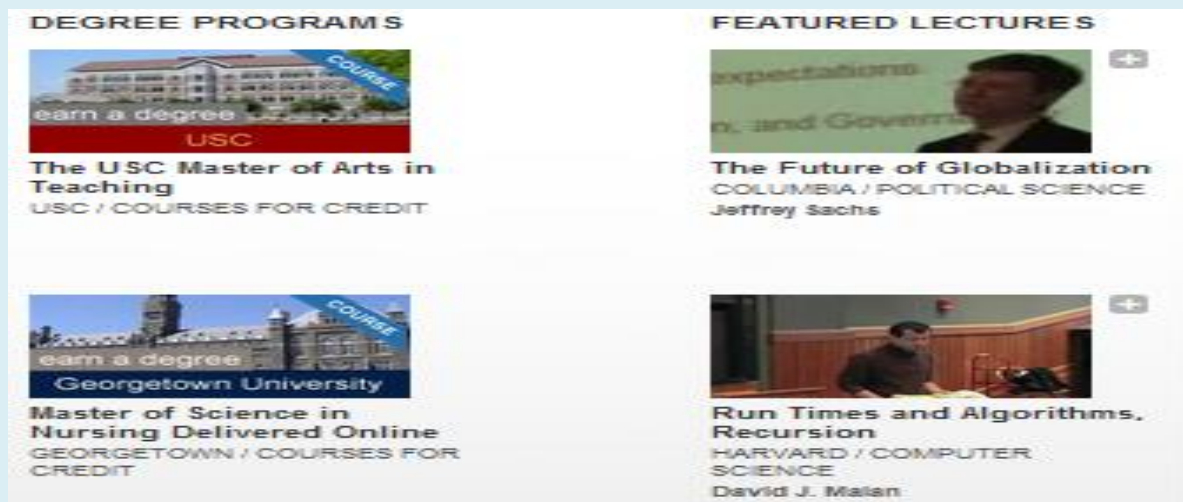 DEGREE PROGRAMS
COURSE
earn a degree
USC
The USC Master of Arts in
Teaching
USC / COURSES FOR CREDIT
COURSE
earn a degree
Georgetown University
Master of Science in
Nursing Delivered Online
GEORGETOWN / COURSES FOR
CREDIT
FEATURED LECTURES
expectations
n, and Govern
The Future of Globalization
COLUMBIA / POLITICAL SCIENCE
Jeffrey Sachs
Run Times and Algorithms,
Recursion
HARVARD / COMPUTER
SCIENCE
David J. Malan